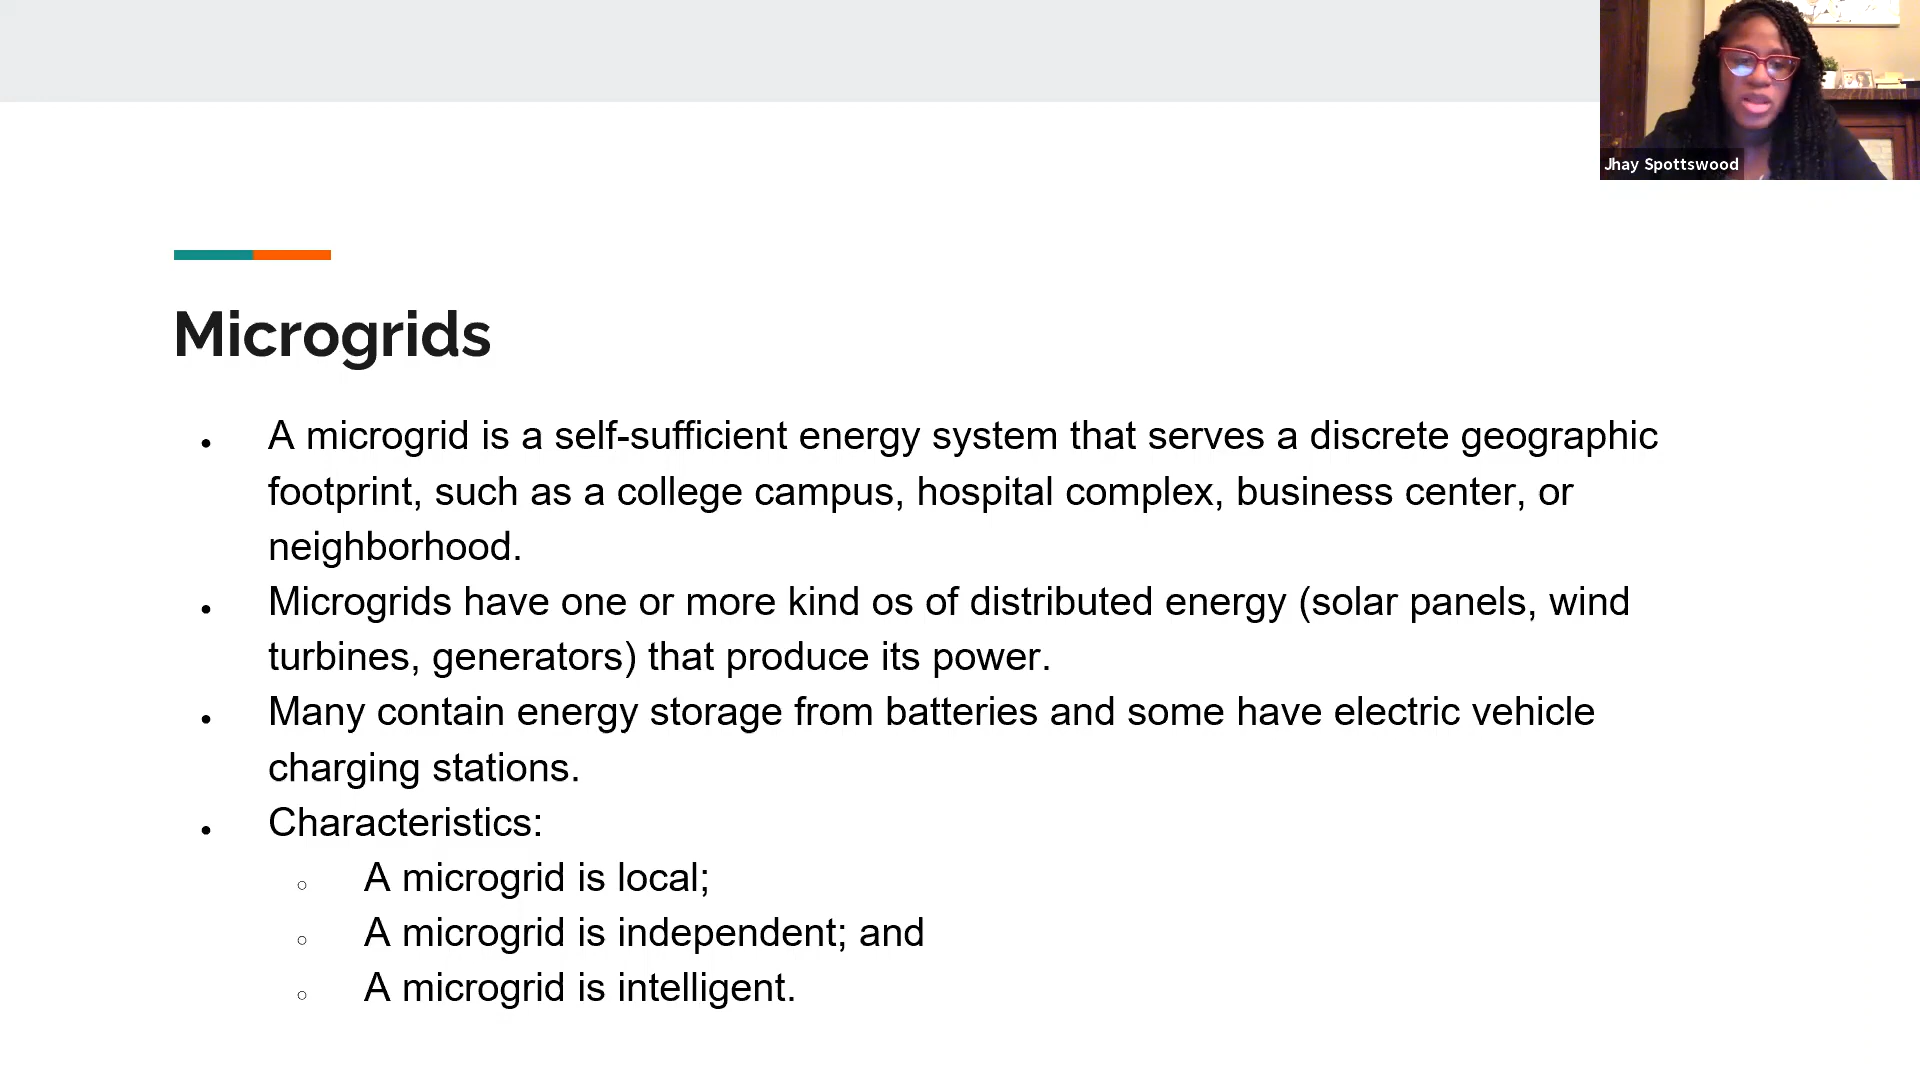 Jhay Spottswood
Microgrids
• A microgrid is a self-sufficient energy system that serves a discrete geographic
footprint, such as a college campus, hospital complex, business center, or
neighborhood.
• Microgrids have one or more kind os of distributed energy (solar panels, wind
turbines, generators) that produce its power.
• Many contain energy storage from batteries and some have electric vehicle
charging stations.
• Characteristics:
○ A microgrid is local;
○ A microgrid is independent; and
○ A microgrid is intelligent.